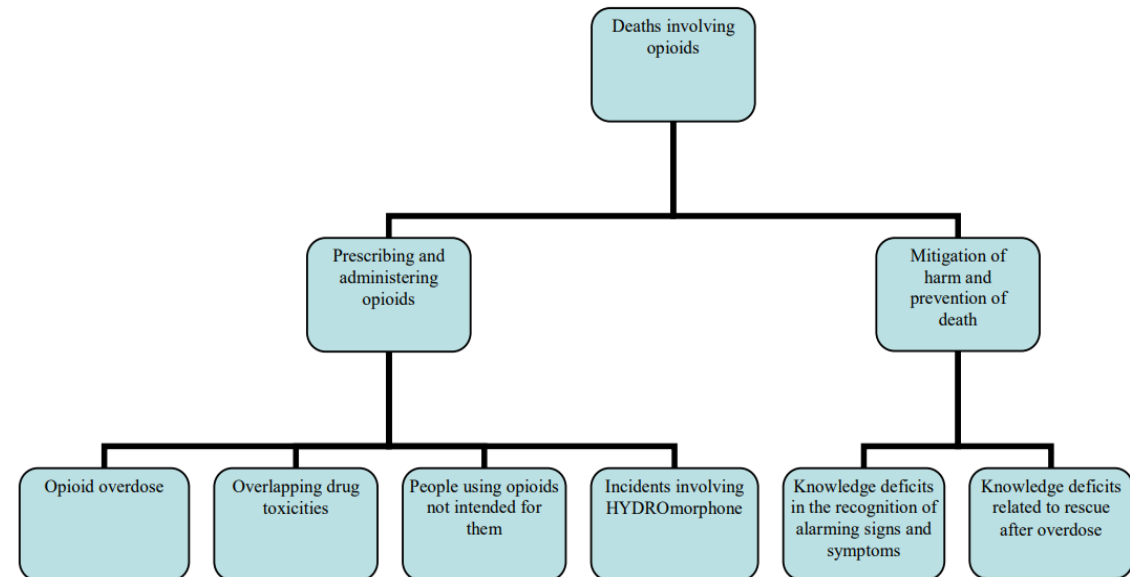 Deaths involving
opioids
Prescribing and
administering
opioids
Mitigation of
harm and
prevention of
death
Opioid overdose
Overlapping drug
toxicities
People using opioids
not intended for
them
Incidents involving
HYDROmorphone
Knowledge deficits
in the recognition of
alarming signs and
symptoms
Knowledge deficits
related to rescue
after overdose